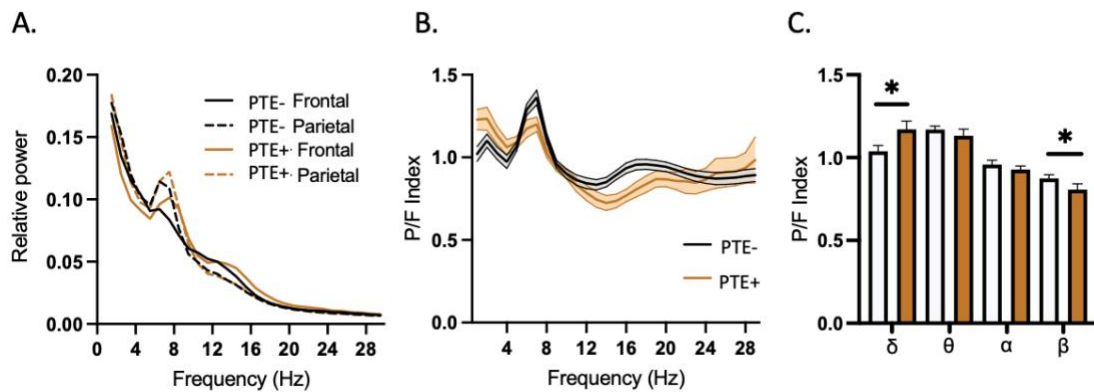 A.
B.
C.
0.20
0.15
0.10
0.05
0.00
Relative power
PTE- Frontal
PTE- Parietal
PTE+· Frontal
PTE+· Parietal
0 4 8 12 16 20 24 28
Frequency (Hz)
1.5
1.0
0.5
0.0
P/F Index
PTE-
PTE+
4 8 12 16 20 24 28
Frequency (Hz)
1.5
1.0
0.5
0.0
P/F Index
* *
δ θ α β